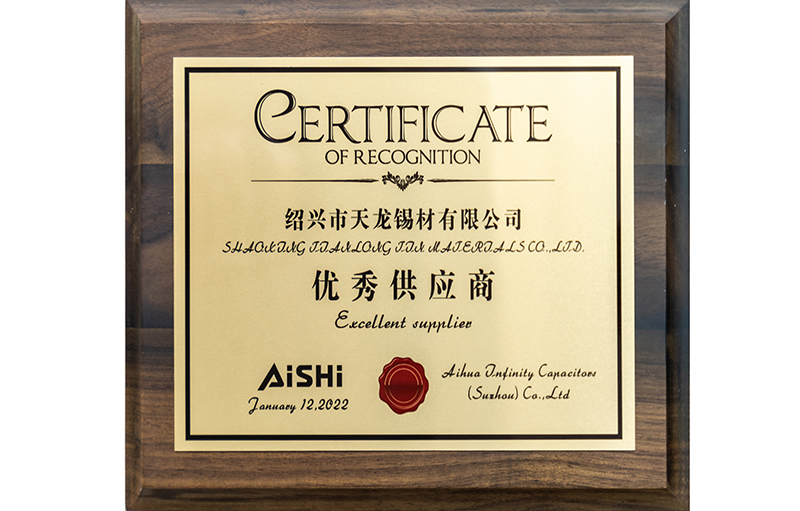 CERTIFICATE
OF RECOGNITION
绍兴市天龙锡材有限公司
SHAOXING TIANLONG TIN MATERIALS CO.,LTD.
优秀供应商
Excellent supplier
AiSHi
January 12,2022
Aihua Infinity Capacitors
(Suzhou) Co.,Ltd